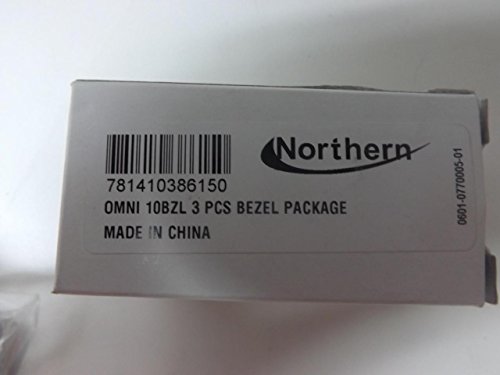 Northern
781410386150
OMNI 10BZL 3 PCS BEZEL PACKAGE
MADE IN CHINA
0601-0770005-01